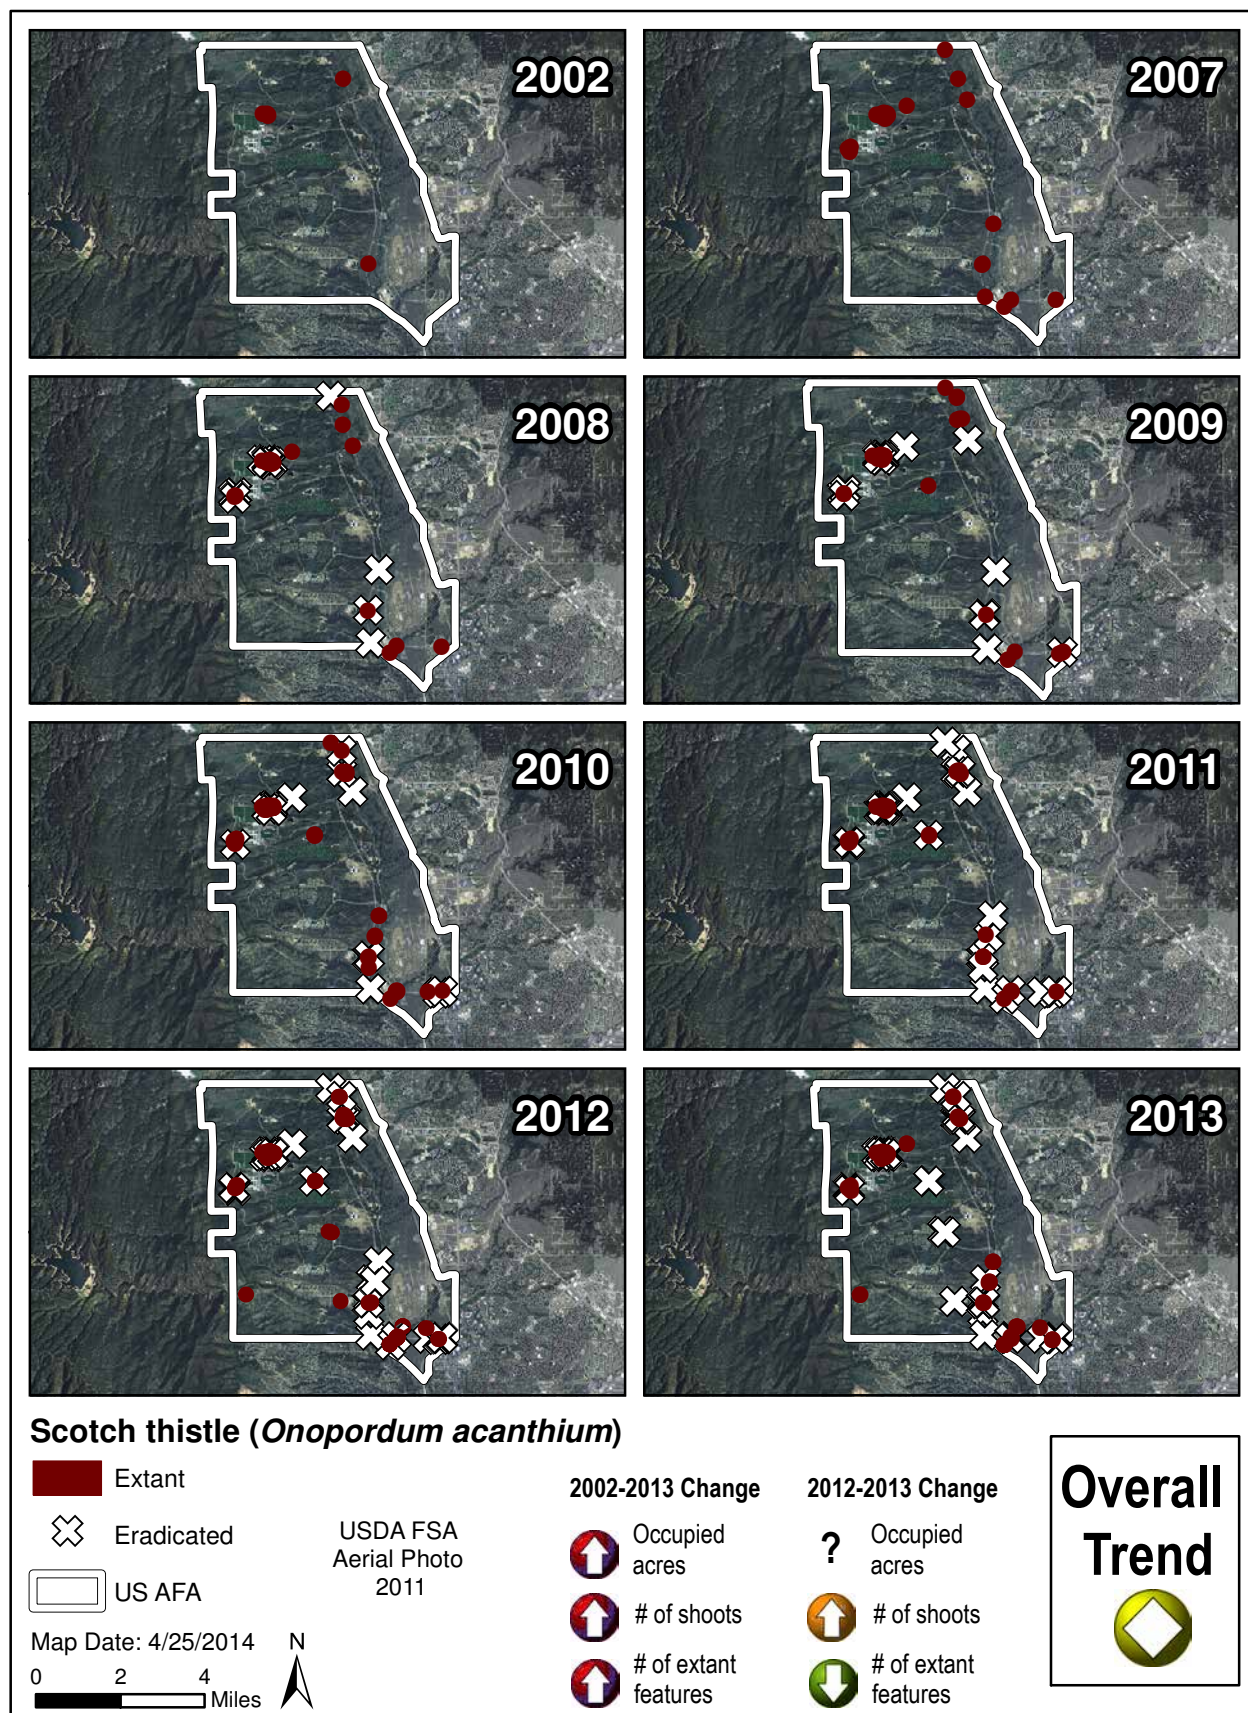 2002
2007
2008
2009
2010
2011
2012
2013
Scotch thistle (Onopordum acanthium)
Extant
Eradicated
US AFA
USDA FSA
Aerial Photo
2011
Map Date: 4/25/2014
N
0 2 4
Miles
2002-2013 Change
Occupied
acres
# of shoots
# of extant
features
2012-2013 Change
?
Occupied
acres
# of shoots
# of extant
features
Overall
Trend